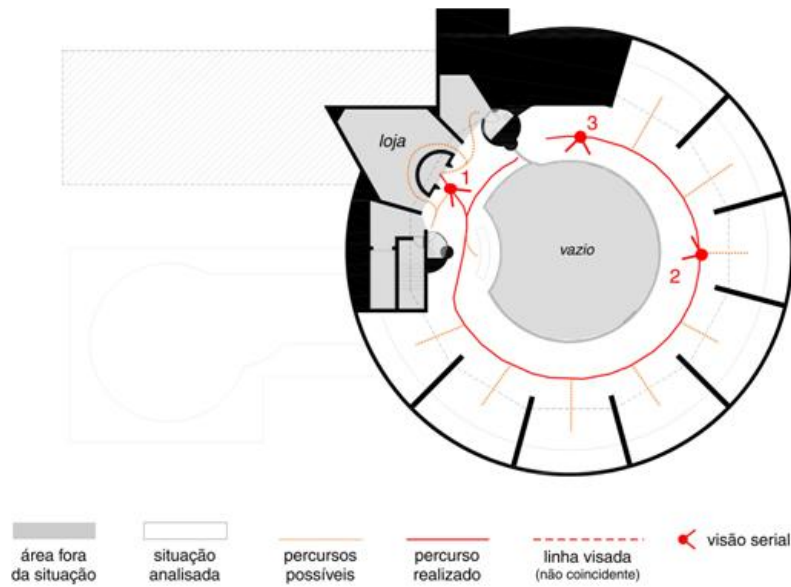 3
loja
1
vazio
2
área fora
da situação
situação
analisada
percursos
possíveis
percurso
realizado
linha visada
(não coincidente)
visão serial